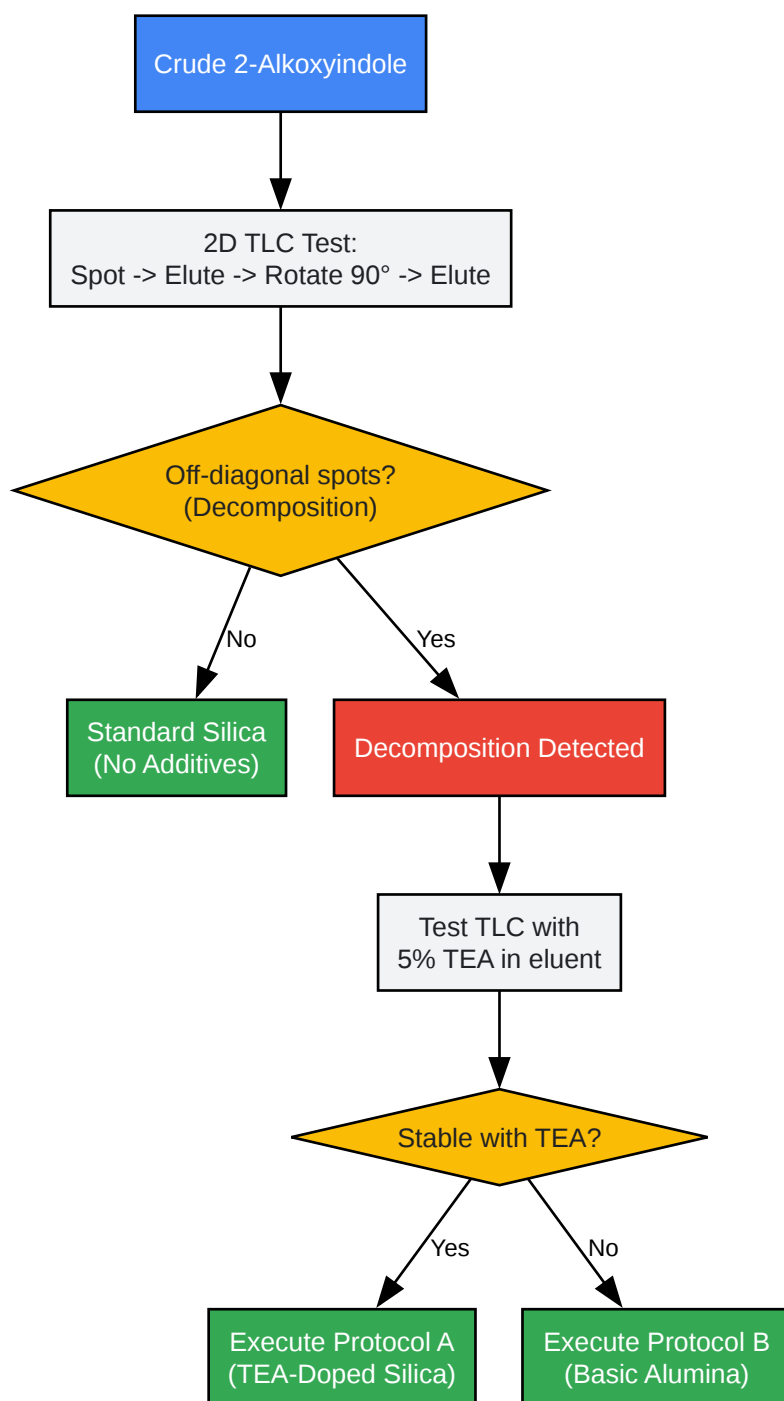 Crude 2-Alkoxyindole
2D TLC Test:
Spot -> Elute -> Rotate 90° -> Elute
Off-diagonal spots?
(Decomposition)
No
Yes
Standard Silica
(No Additives)
Decomposition Detected
Test TLC with
5% TEA in eluent
Stable with TEA?
Yes
No
Execute Protocol A
(TEA-Doped Silica)
Execute Protocol B
(Basic Alumina)